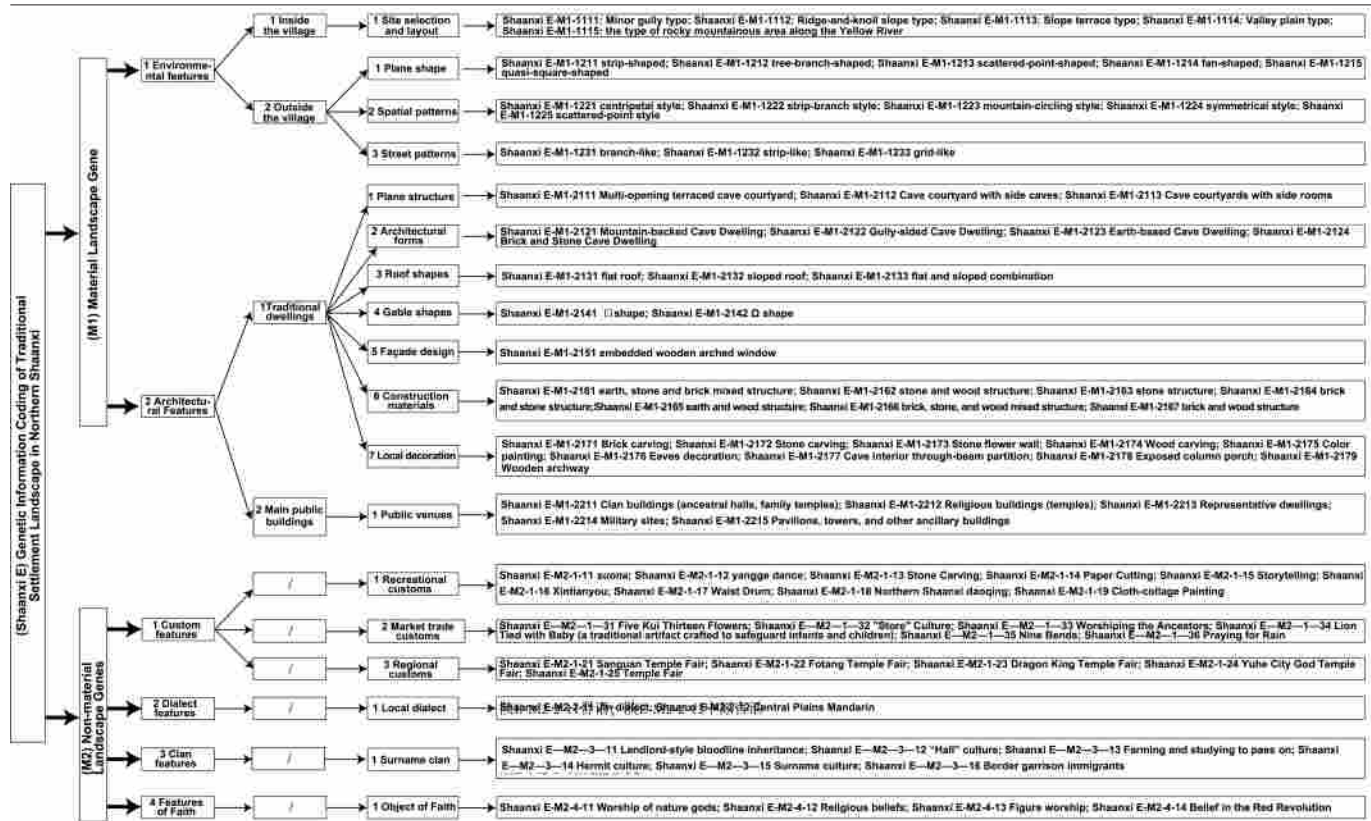 (Shaanxi E) Genetic Information Coding of Traditional
Settlement Landscape in Northern Shaanxi
(M1) Material Landscape Gene
1 Environme-
ntal features
1 Inside
the village
1 Site selection
and layout
Shaanxi E-M1-1111: Minor gully type; Shaanxi E-M1-1112: Ridge-and-knoll slope type; Shaanxi E-M1-1113: Slope terrace type; Shaanxi E-M1-1114: Valley plain type;
Shaanxi E-M1-1115: the type of rocky mountainous area along the Yellow River
2 Outside
the village
1 Plane shape
Shaanxi E-M1-1211 strip-shaped; Shaanxi E-M1-1212 tree-branch-shaped; Shaanxi E-M1-1213 scattered-point-shaped; Shaanxi E-M1-1214 fan-shaped; Shaanxi E-M1-1215
quasi-square-shaped
2 Spatial patterns
Shaanxi E-M1-1221 centripetal style; Shaanxi E-M1-1222 strip-branch style; Shaanxi E-M1-1223 mountain-circling style; Shaanxi E-M1-1224 symmetrical style; Shaanxi
E-M1-1225 scattered-point style
3 Street patterns
Shaanxi E-M1-1231 branch-like; Shaanxi E-M1-1232 strip-like; Shaanxi E-M1-1233 grid-like
2 Architectu-
ral Features
1Traditional
dwellings
1 Plane structure
Shaanxi E-M1-2111 Multi-opening terraced cave courtyard; Shaanxi E-M1-2112 Cave courtyard with side caves; Shaanxi E-M1-2113 Cave courtyards with side rooms
2 Architectural
forms
Shaanxi E-M1-2121 Mountain-backed Cave Dwelling; Shaanxi E-M1-2122 Gully-sided Cave Dwelling; Shaanxi E-M1-2123 Earth-based Cave Dwelling; Shaanxi E-M1-2124
Brick and Stone Cave Dwelling
3 Roof shapes
Shaanxi E-M1-2131 flat roof; Shaanxi E-M1-2132 sloped roof; Shaanxi E-M1-2133 flat and sloped combination
4 Gable shapes
Shaanxi E-M1-2141 □ shape; Shaanxi E-M1-2142 Ω shape
5 Façade design
Shaanxi E-M1-2151 embedded wooden arched window
6 Construction
materials
Shaanxi E-M1-2161 earth, stone and brick mixed structure; Shaanxi E-M1-2162 stone and wood structure; Shaanxi E-M1-2163 stone structure; Shaanxi E-M1-2164 brick
and stone structure;Shaanxi E-M1-2165 earth and wood structure; Shaanxi E-M1-2166 brick, stone, and wood mixed structure; Shaanxi E-M1-2167 brick and wood structure
7 Local decoration
Shaanxi E-M1-2171 Brick carving; Shaanxi E-M1-2172 Stone carving; Shaanxi E-M1-2173 Stone flower wall; Shaanxi E-M1-2174 Wood carving; Shaanxi E-M1-2175 Color
painting; Shaanxi E-M1-2176 Eaves decoration; Shaanxi E-M1-2177 Cave interior through-beam partition; Shaanxi E-M1-2178 Exposed column porch; Shaanxi E-M1-2179
Wooden archway
2 Main public
buildings
1 Public venues
Shaanxi E-M1-2211 Clan buildings (ancestral halls, family temples); Shaanxi E-M1-2212 Religious buildings (temples); Shaanxi E-M1-2213 Representative dwellings;
Shaanxi E-M1-2214 Military sites; Shaanxi E-M1-2215 Pavilions, towers, and other ancillary buildings
(M2) Non-material
Landscape Genes
1 Custom
features
/
1 Recreational
customs
Shaanxi E-M2-1-11 suona; Shaanxi E-M2-1-12 yangge dance; Shaanxi E-M2-1-13 Stone Carving; Shaanxi E-M2-1-14 Paper Cutting; Shaanxi E-M2-1-15 Storytelling; Shaanxi
E-M2-1-16 Xintianyou; Shaanxi E-M2-1-17 Waist Drum; Shaanxi E-M2-1-18 Northern Shaanxi daoqing; Shaanxi E-M2-1-19 Cloth-collage Painting
/
2 Market trade
customs
Shaanxi E—M2—1—31 Five Kui Thirteen Flowers; Shaanxi E—M2—1—32 "Store" Culture; Shaanxi E—M2—1—33 Worshiping the Ancestors; Shaanxi E—M2—1—34 Lion
Tied with Baby (a traditional artifact crafted to safeguard infants and children); Shaanxi E—M2—1—35 Nine Bends; Shaanxi E—M2—1—36 Praying for Rain
/
3 Regional
customs
Shaanxi E-M2-1-21 Sanguan Temple Fair; Shaanxi E-M2-1-22 Fotang Temple Fair; Shaanxi E-M2-1-23 Dragon King Temple Fair; Shaanxi E-M2-1-24 Yuhe City God Temple
Fair; Shaanxi E-M2-1-25 Temple Fair
2 Dialect
features
/
1 Local dialect
Shaanxi E-M2-2-11 Jin dialect; Shaanxi E-M2-2-12 Central Plains Mandarin
3 Clan
features
/
1 Surname clan
Shaanxi E—M2—3—11 Landlord-style bloodline inheritance; Shaanxi E—M2—3—12 "Hall" culture; Shaanxi E—M2—3—13 Farming and studying to pass on; Shaanxi
E—M2—3—14 Hermit culture; Shaanxi E—M2—3—15 Surname culture; Shaanxi E—M2—3—16 Border garrison immigrants
4 Features
of Faith
/
1 Object of Faith
Shaanxi E-M2-4-11 Worship of nature gods; Shaanxi E-M2-4-12 Religious beliefs; Shaanxi E-M2-4-13 Figure worship; Shaanxi E-M2-4-14 Belief in the Red Revolution